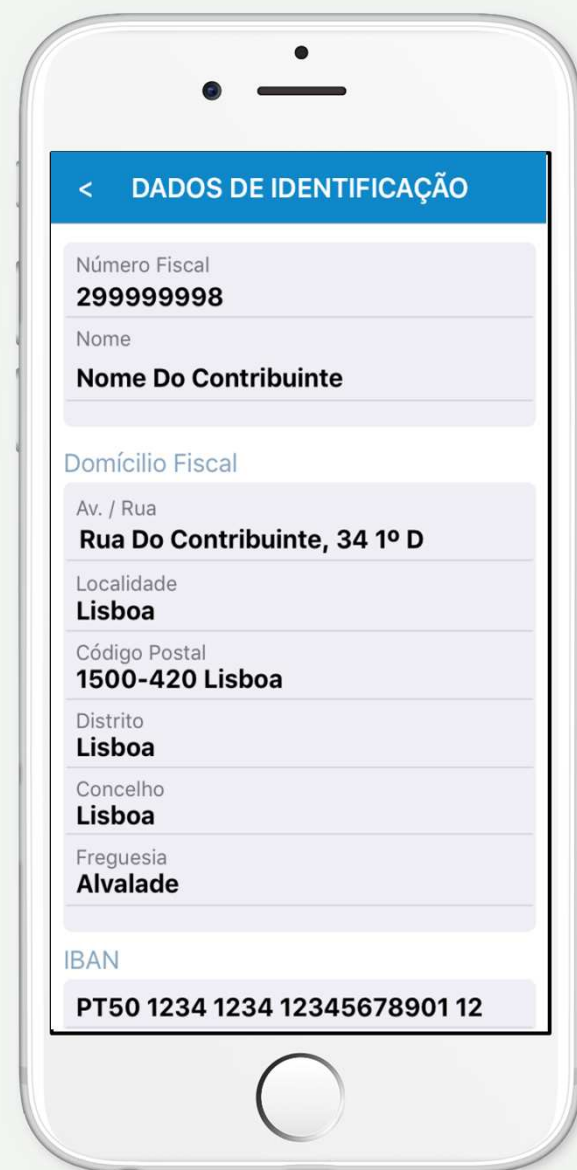 < DADOS DE IDENTIFICAÇÃO
Número Fiscal
299999998
Nome
Nome Do Contribuinte
Domícilio Fiscal
Av. / Rua
Rua Do Contribuinte, 34 1º D
Localidade
Lisboa
Código Postal
1500-420 Lisboa
Distrito
Lisboa
Concelho
Lisboa
Freguesia
Alvalade
IBAN
PT50 1234 1234 12345678901 12